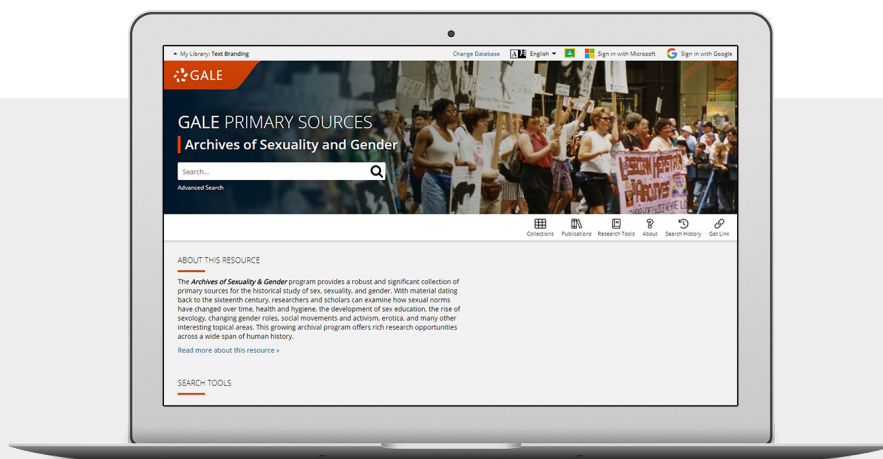 My Library: Text Branding
Change Database
English
Sign in with Microsoft
Sign in with Google
GALE
GALE PRIMARY SOURCES
Archives of Sexuality and Gender
Search...
Advanced Search
LESBIAN HERSTORY
ARCHIVES
Collections
Publications
Research Tools
About
Search History
Get Link
ABOUT THIS RESOURCE
The Archives of Sexuality & Gender program provides a robust and significant collection of
primary sources for the historical study of sex, sexuality, and gender. With material dating
back to the sixteenth century, researchers and scholars can examine how sexual norms
have changed over time, health and hygiene, the development of sex education, the rise of
sexology, changing gender roles, social movements and activism, erotica, and many other
interesting topical areas. This growing archival program offers rich research opportunities
across a wide span of human history.
Read more about this resource »
SEARCH TOOLS